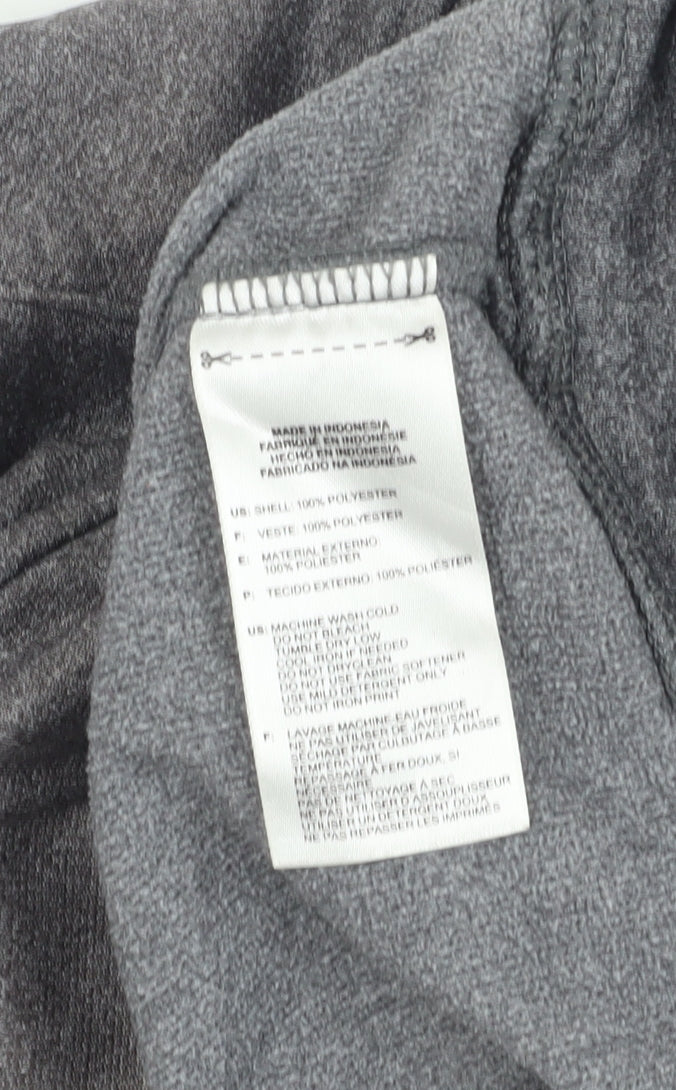 MADE IN INDONESIA
FABRIQUÉ EN INDONÉSIE
HECHO EN INDONESIA
FABRICADO NA INDONÉSIA
US: SHELL: 100% POLYESTER
F: VESTE: 100% POLYESTER
E: MATERIAL EXTERNO:
100% POLIÉSTER
P: TECIDO EXTERNO: 100% POLIÉSTER
US: MACHINE WASH COLD
DO NOT BLEACH
TUMBLE DRY LOW
COOL IRON IF NEEDED
DO NOT DRYCLEAN
DO NOT USE FABRIC SOFTENER
USE MILD DETERGENT ONLY
DO NOT IRON PRINT
F: LAVAGE MACHINE EAU FROIDE
NE PAS UTILISER DE JAVELISANT
SÉCHAGE PAR CULBUTAGE À BASSE
TEMPÉRATURE
REPASSAGE À FER DOUX, SI
NÉCESSAIRE
PAS DE NETTOYAGE À SEC
NE PAS UTILISER D'ASSOUPLISSEUR
UTILISER UN DÉTERGENT DOUX
NE PAS REPASSER LES IMPRIMÉS